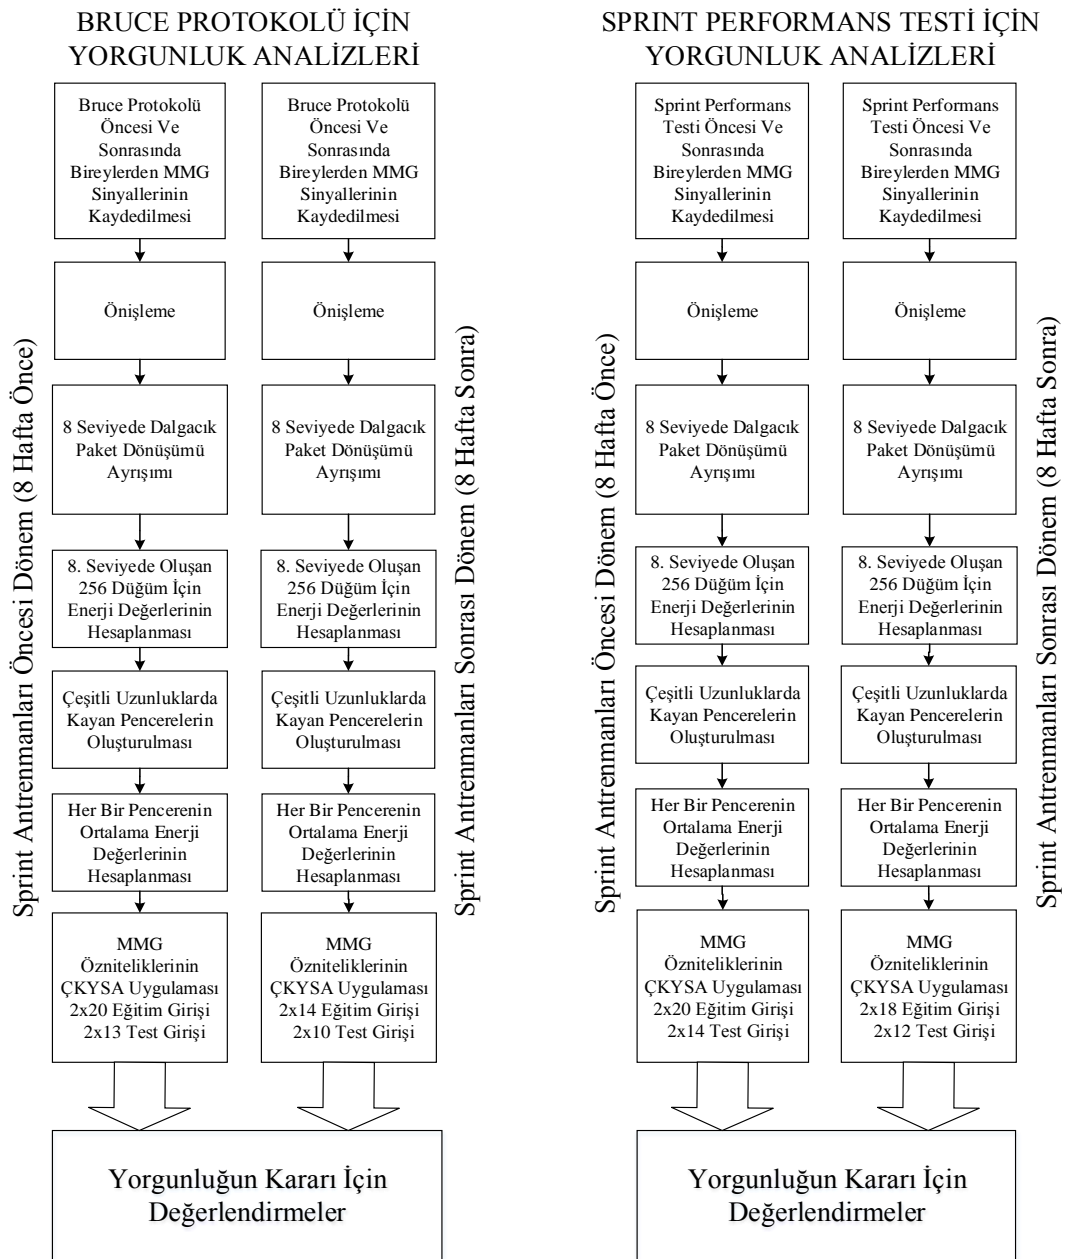 BRUCE PROTOKOLÜ İÇİN
YORGUNLUK ANALİZLERİ
Sprint Antrenmanları Öncesi Dönem (8 Hafta Önce)
Bruce Protokolü
Öncesi Ve
Sonrasında
Bireylerden MMG
Sinyallerinin
Kaydedilmesi
Önişleme
8 Seviyede Dalgacık
Paket Dönüşümü
Ayrışımı
8. Seviyede Oluşan
256 Düğüm İçin
Enerji Değerlerinin
Hesaplanması
Çeşitli Uzunluklarda
Kayan Pencerelerin
Oluşturulması
Her Bir Pencerenin
Ortalama Enerji
Değerlerinin
Hesaplanması
MMG
Özniteliklerinin
ÇKYSA Uygulaması
2x20 Eğitim Girişi
2x13 Test Girişi
Bruce Protokolü
Öncesi Ve
Sonrasında
Bireylerden MMG
Sinyallerinin
Kaydedilmesi
Önişleme
8 Seviyede Dalgacık
Paket Dönüşümü
Ayrışımı
8. Seviyede Oluşan
256 Düğüm İçin
Enerji Değerlerinin
Hesaplanması
Çeşitli Uzunluklarda
Kayan Pencerelerin
Oluşturulması
Her Bir Pencerenin
Ortalama Enerji
Değerlerinin
Hesaplanması
MMG
Özniteliklerinin
ÇKYSA Uygulaması
2x14 Eğitim Girişi
2x10 Test Girişi
Sprint Antrenmanları Sonrası Dönem (8 Hafta Sonra)
Yorgunluğun Kararı İçin
Değerlendirmeler
SPRINT PERFORMANS TESTİ İÇİN
YORGUNLUK ANALİZLERİ
Sprint Antrenmanları Öncesi Dönem (8 Hafta Önce)
Sprint Performans
Testi Öncesi Ve
Sonrasında
Bireylerden MMG
Sinyallerinin
Kaydedilmesi
Önişleme
8 Seviyede Dalgacık
Paket Dönüşümü
Ayrışımı
8. Seviyede Oluşan
256 Düğüm İçin
Enerji Değerlerinin
Hesaplanması
Çeşitli Uzunluklarda
Kayan Pencerelerin
Oluşturulması
Her Bir Pencerenin
Ortalama Enerji
Değerlerinin
Hesaplanması
MMG
Özniteliklerinin
ÇKYSA Uygulaması
2x20 Eğitim Girişi
2x14 Test Girişi
Sprint Performans
Testi Öncesi Ve
Sonrasında
Bireylerden MMG
Sinyallerinin
Kaydedilmesi
Önişleme
8 Seviyede Dalgacık
Paket Dönüşümü
Ayrışımı
8. Seviyede Oluşan
256 Düğüm İçin
Enerji Değerlerinin
Hesaplanması
Çeşitli Uzunluklarda
Kayan Pencerelerin
Oluşturulması
Her Bir Pencerenin
Ortalama Enerji
Değerlerinin
Hesaplanması
MMG
Özniteliklerinin
ÇKYSA Uygulaması
2x18 Eğitim Girişi
2x12 Test Girişi
Sprint Antrenmanları Sonrası Dönem (8 Hafta Sonra)
Yorgunluğun Kararı İçin
Değerlendirmeler